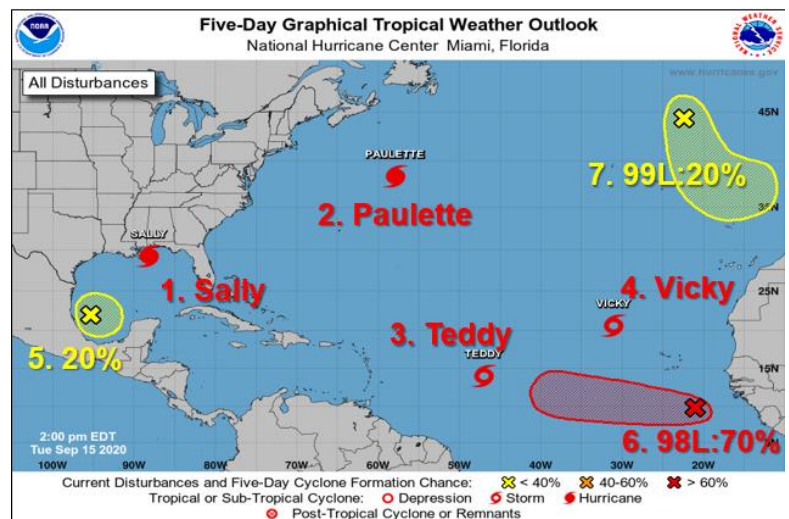 Five-Day Graphical Tropical Weather Outlook
National Hurricane Center Miami, Florida
NOAA
All Disturbances
www.hurricanes.gov
45N
PAULETTE
7. 99L:20%
2. Paulette
35N
SALLY
1. Sally
25N
4. Vicky
VICKY
3. Teddy
5. 20%
TEDDY
15N
6. 98L:70%
2:00 pm EDT
Tue Sep 15 2020
100W 90W 80W 70W 60W 50W 40W 30W 20W
Current Disturbances and Five-Day Cyclone Formation Chance: < 40% 40-60% > 60%
Tropical or Sub-Tropical Cyclone: Depression Storm Hurricane
Post-Tropical Cyclone or Remnants